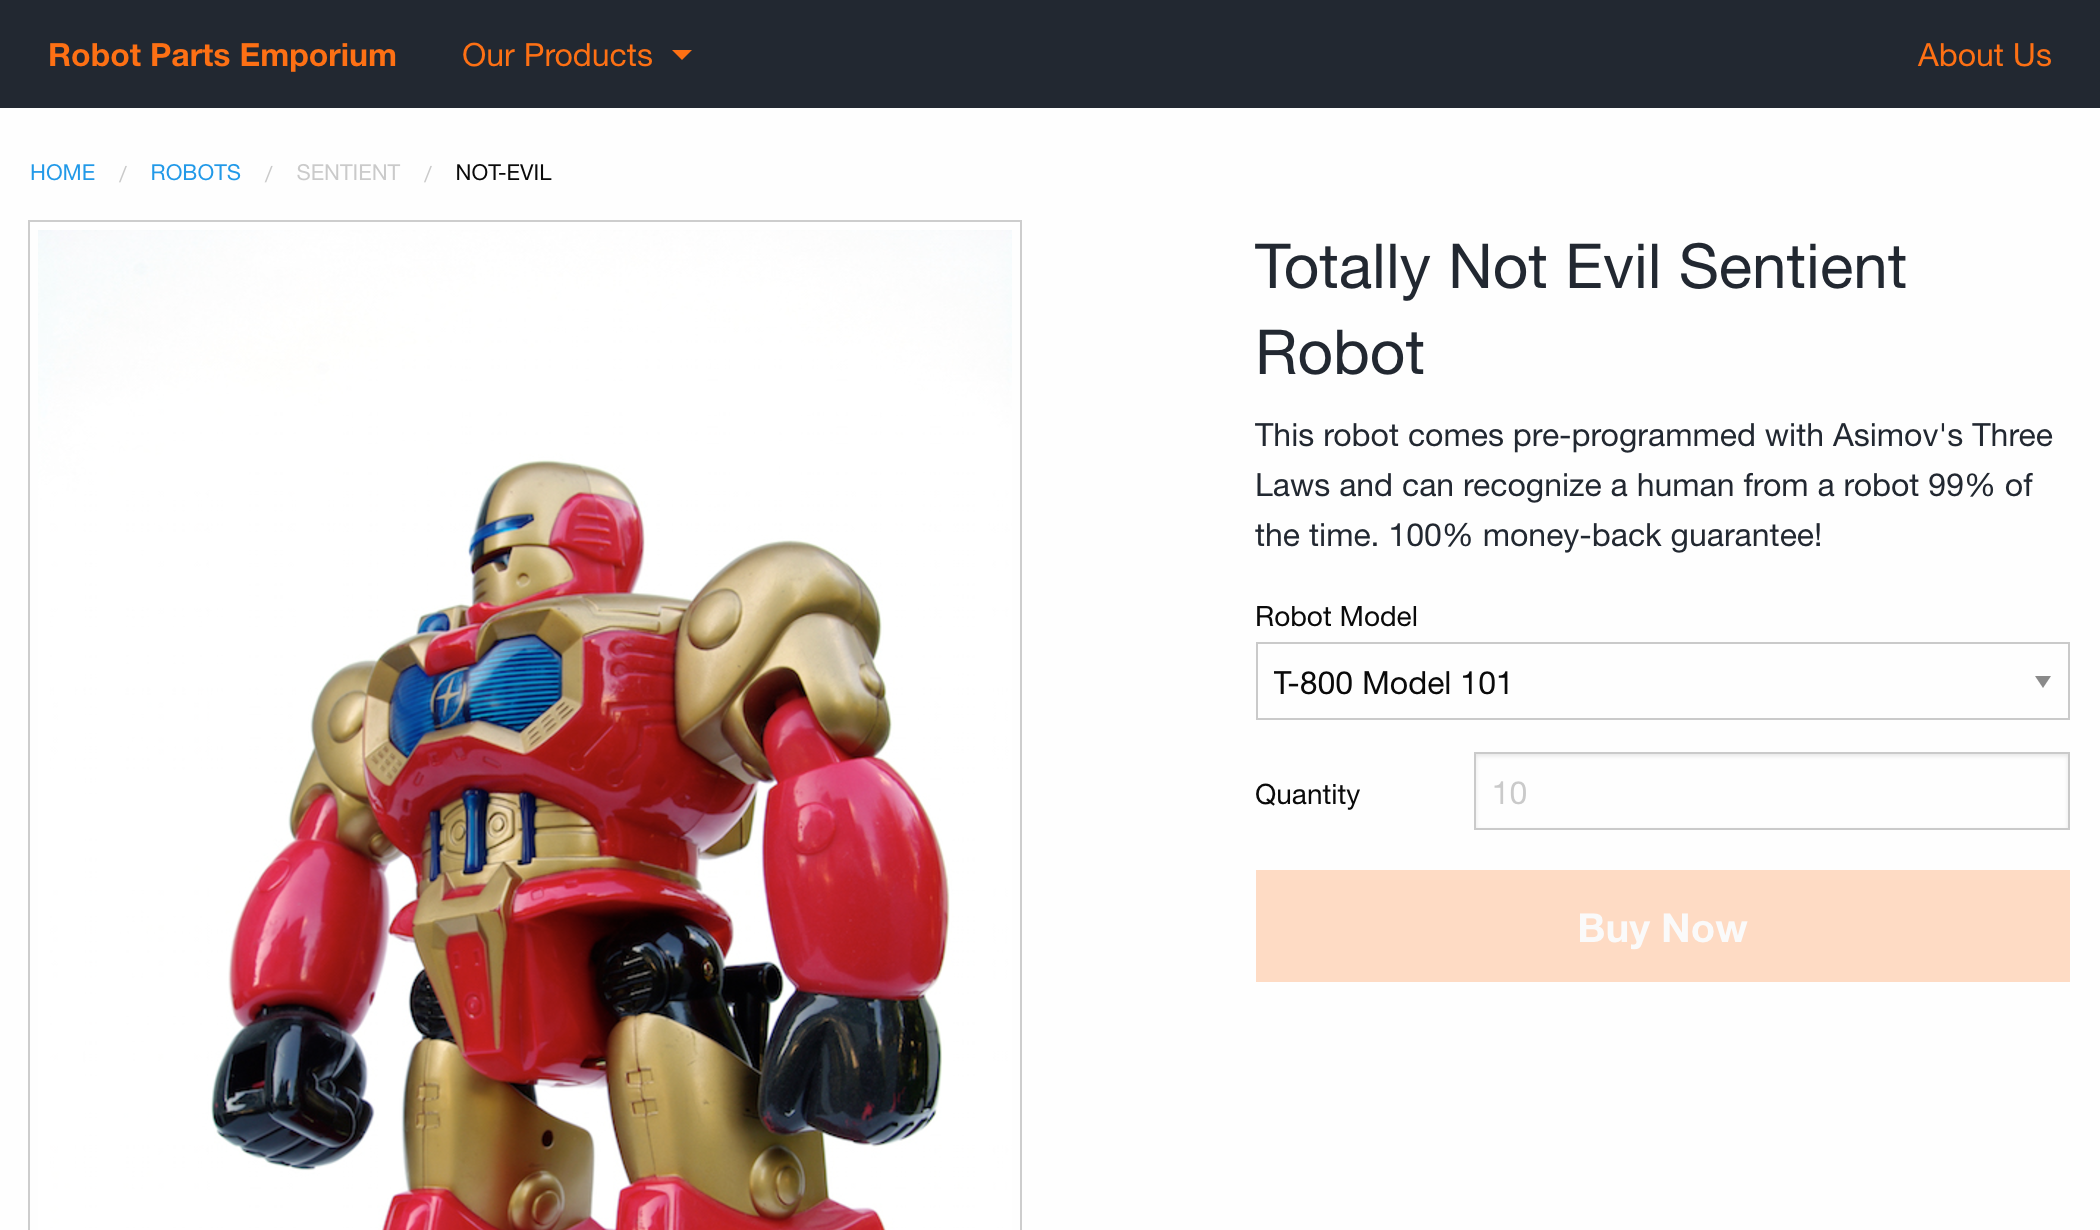 Robot Parts Emporium
Our Products
About Us
HOME / ROBOTS / SENTIENT / NOT-EVIL
Totally Not Evil Sentient
Robot
This robot comes pre-programmed with Asimov's Three
Laws and can recognize a human from a robot 99% of
the time. 100% money-back guarantee!
Robot Model
T-800 Model 101
Quantity
10
Buy Now